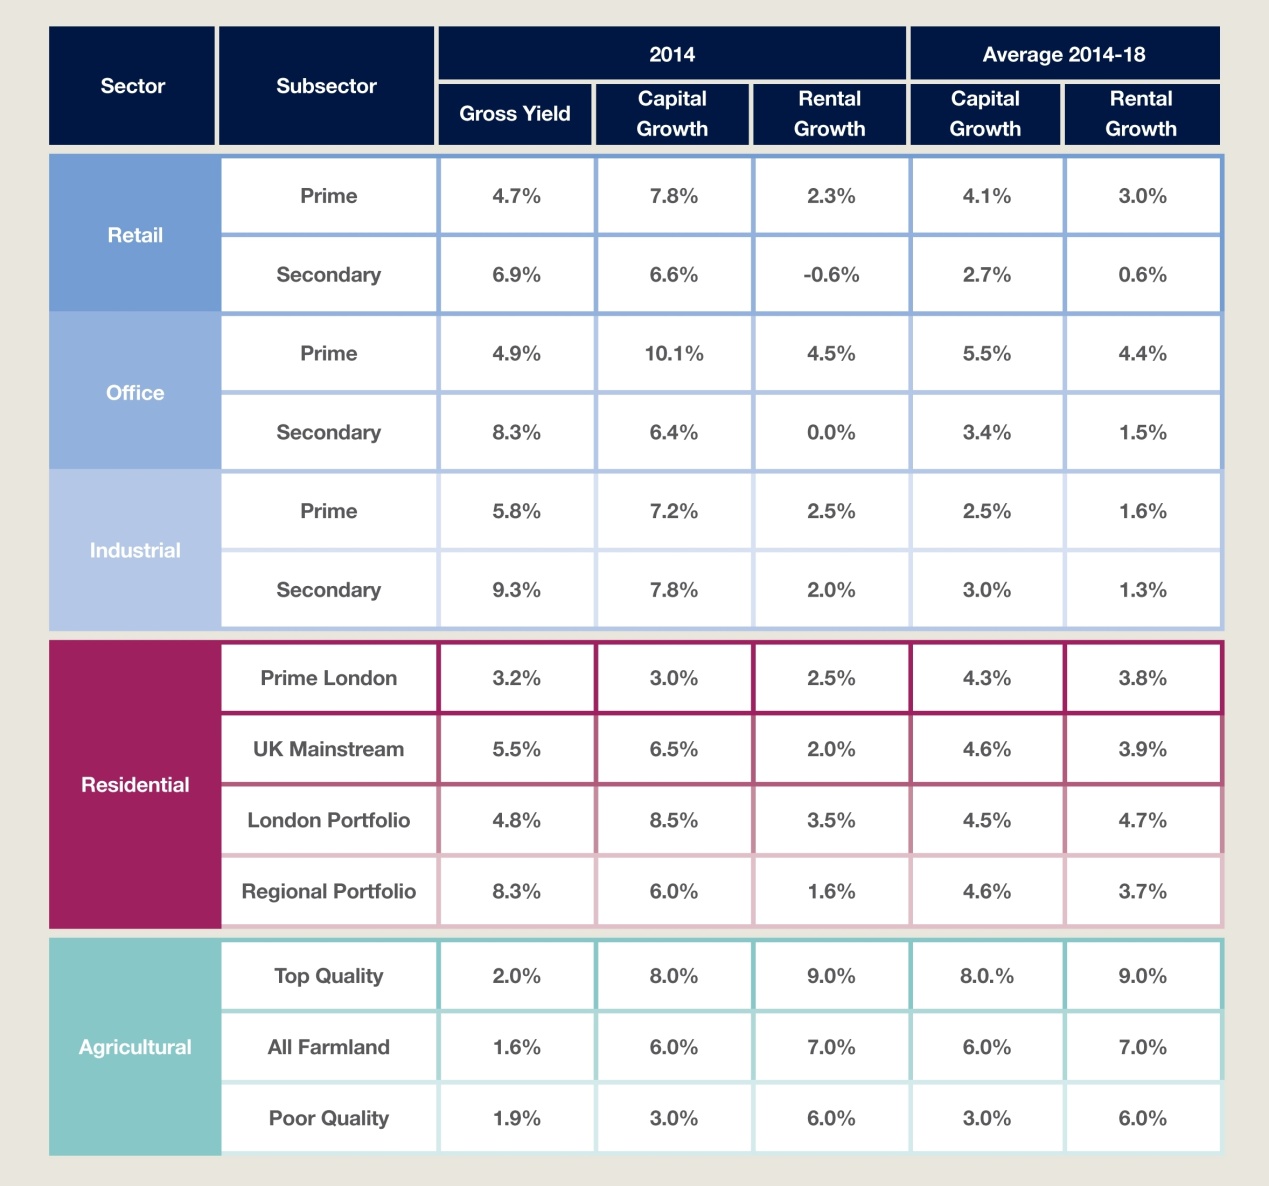 Sector Subsector 2014 Average 2014-18
Gross Yield Capital Growth Rental Growth Capital Growth Rental Growth
Retail
Prime 4.7% 7.8% 2.3% 4.1% 3.0%
Secondary 6.9% 6.6% -0.6% 2.7% 0.6%
Office
Prime 4.9% 10.1% 4.5% 5.5% 4.4%
Secondary 8.3% 6.4% 0.0% 3.4% 1.5%
Industrial
Prime 5.8% 7.2% 2.5% 2.5% 1.6%
Secondary 9.3% 7.8% 2.0% 3.0% 1.3%
Residential
Prime London 3.2% 3.0% 2.5% 4.3% 3.8%
UK Mainstream 5.5% 6.5% 2.0% 4.6% 3.9%
London Portfolio 4.8% 8.5% 3.5% 4.5% 4.7%
Regional Portfolio 8.3% 6.0% 1.6% 4.6% 3.7%
Agricultural
Top Quality 2.0% 8.0% 9.0% 8.0.% 9.0%
All Farmland 1.6% 6.0% 7.0% 6.0% 7.0%
Poor Quality 1.9% 3.0% 6.0% 3.0% 6.0%